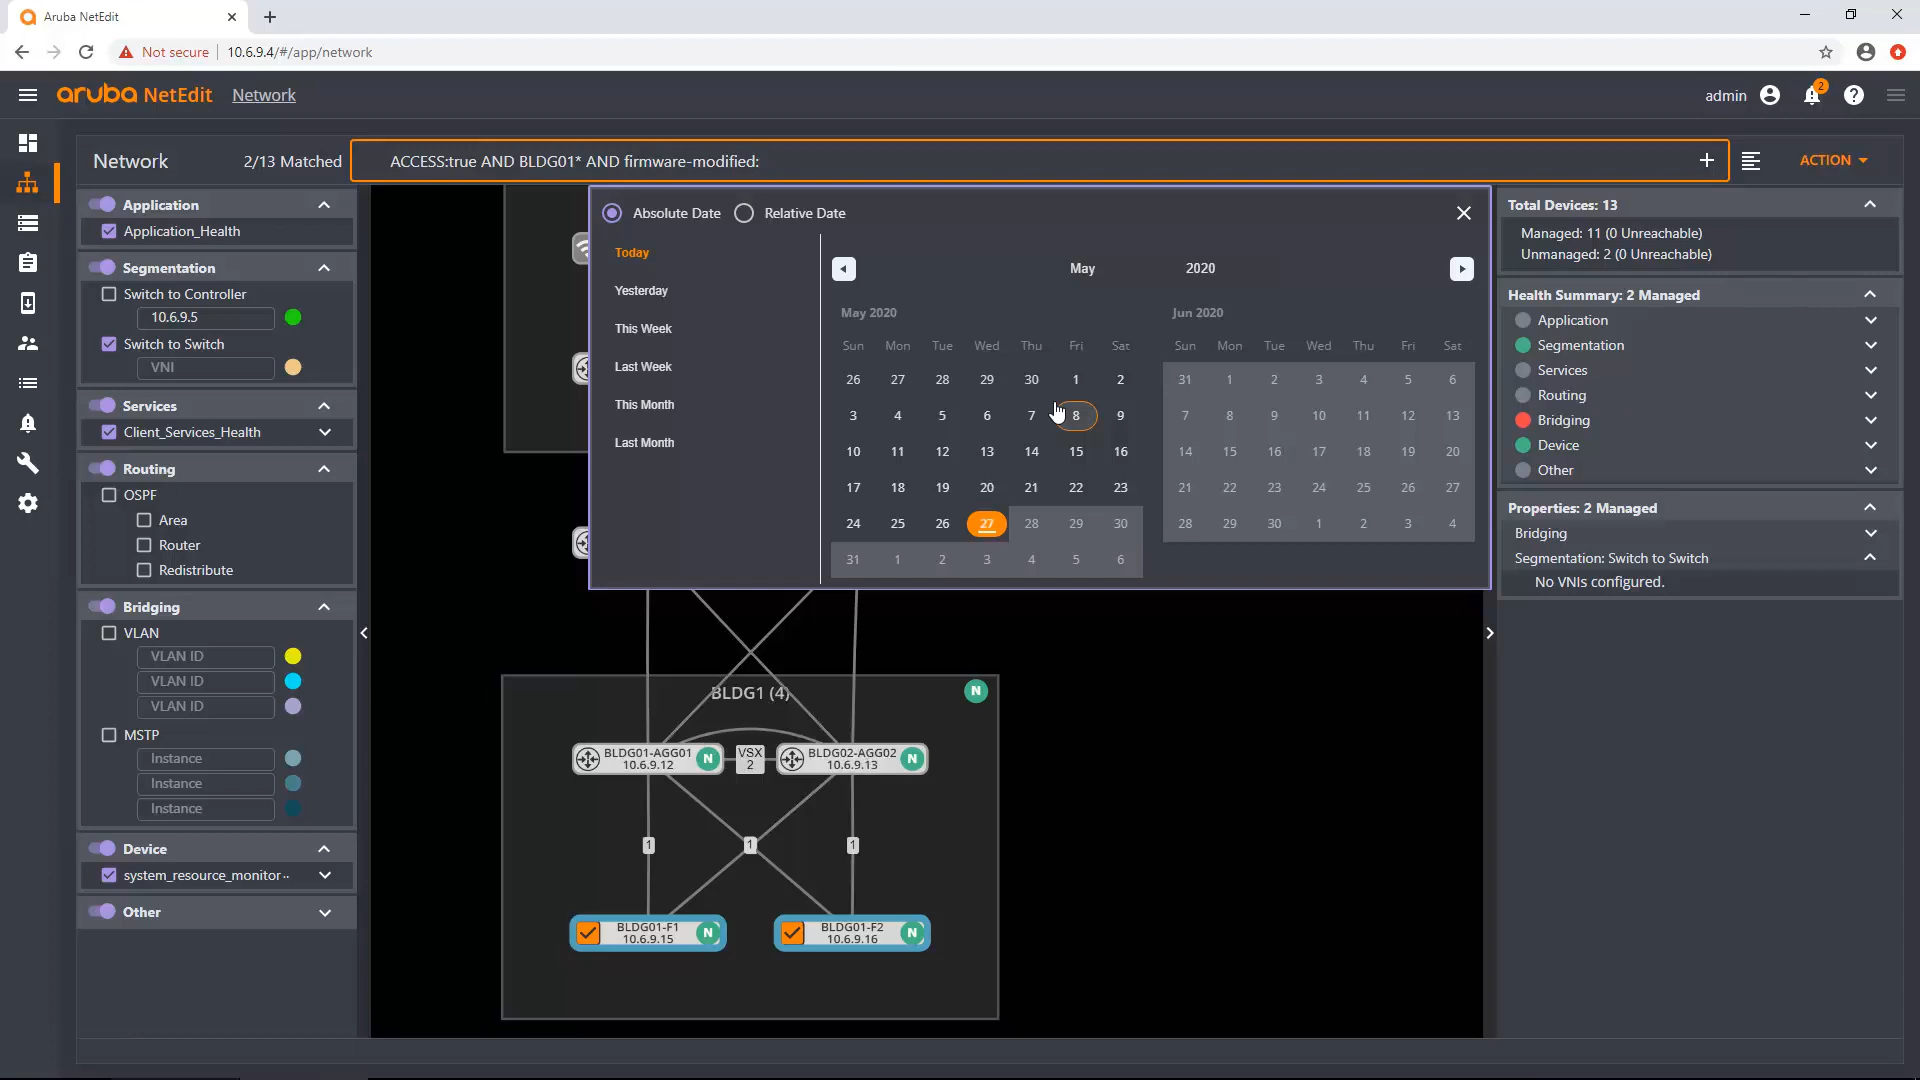 Aruba NetEdit
Not secure
10.6.9.4/#/app/network
aruba NetEdit
Network
admin
2
Network
2/13 Matched
ACCESS:true AND BLDG01* AND firmware-modified:
ACTION
Application
Application_Health
Segmentation
Switch to Controller
10.6.9.5
Switch to Switch
VNI
Services
Client_Services_Health
Routing
OSPF
Area
Router
Redistribute
Bridging
VLAN
VLAN ID
VLAN ID
VLAN ID
MSTP
Instance
Instance
Instance
Device
system_resource_monitor··
Other
Absolute Date
Relative Date
Today
Yesterday
This Week
Last Week
This Month
Last Month
May 2020
May 2020
Sun Mon Tue Wed Thu Fri Sat
26 27 28 29 30 1 2
3 4 5 6 7 8 9
10 11 12 13 14 15 16
17 18 19 20 21 22 23
24 25 26 27 28 29 30
31 1 2 3 4 5 6
Jun 2020
Sun Mon Tue Wed Thu Fri Sat
31 1 2 3 4 5 6
7 8 9 10 11 12 13
14 15 16 17 18 19 20
21 22 23 24 25 26 27
28 29 30 1 2 3 4
BLDG1 (4)
N
BLDG01-AGG01
10.6.9.12
N
VSX
2
BLDG02-AGG02
10.6.9.13
N
1
1
1
BLDG01-F1
10.6.9.15
N
BLDG01-F2
10.6.9.16
N
Total Devices: 13
Managed: 11 (0 Unreachable)
Unmanaged: 2 (0 Unreachable)
Health Summary: 2 Managed
Application
Segmentation
Services
Routing
Bridging
Device
Other
Properties: 2 Managed
Bridging
Segmentation: Switch to Switch
No VNIs configured.